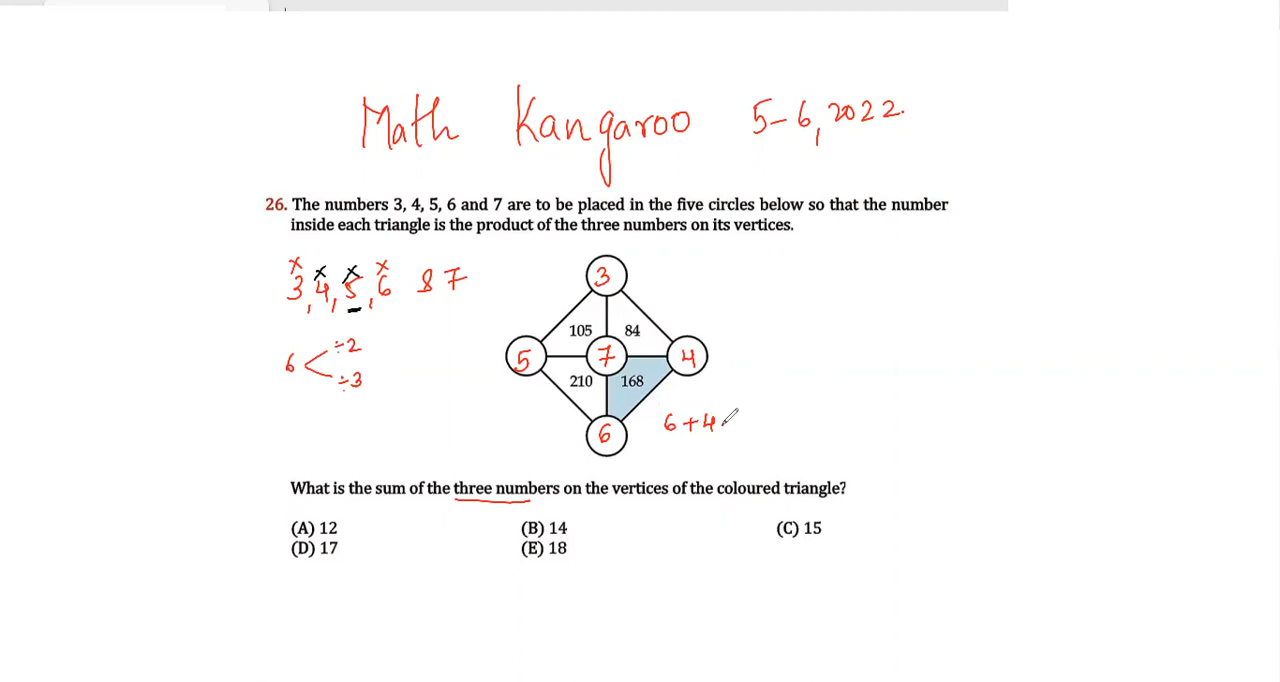 Math Kangaroo 5-6, 2022.
26. The numbers 3, 4, 5, 6 and 7 are to be placed in the five circles below so that the number
inside each triangle is the product of the three numbers on its vertices.
x x x x
3, 4, 5, 6 & 7
3
105 84
6 ÷2
÷3
5 7 4
210 168
6 6+4
What is the sum of the three numbers on the vertices of the coloured triangle?
(A) 12 (B) 14 (C) 15
(D) 17 (E) 18